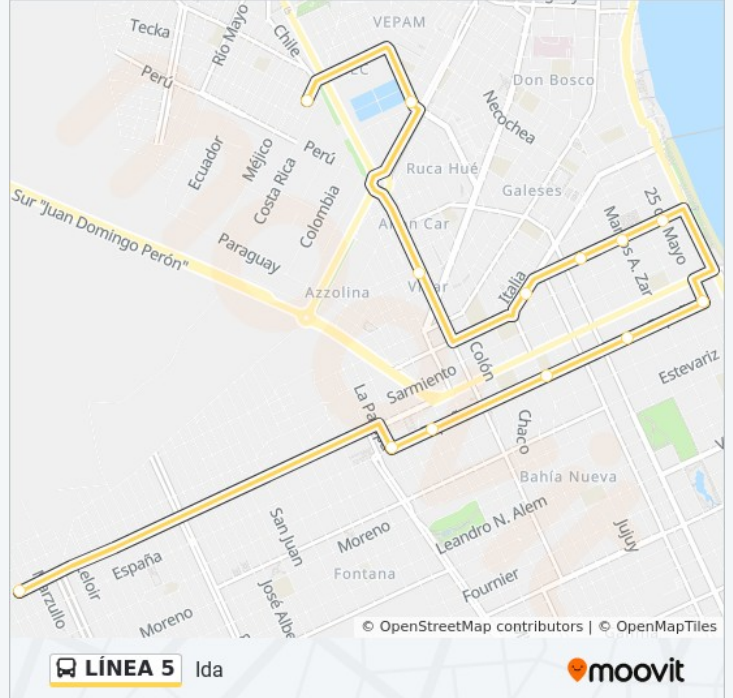 VEPAM
Tecka
Río Mayo
Chile
Perú
EC
Don Bosco
Necochea
Ecuador
Méjico
Costa Rica
Perú
Colombia
Ruca Hué
Galeses
Sur "Juan Domingo Perón"
Paraguay
25 de Mayo
Marcos A. Zar
Azzolina
Italia
Colón
Sarmiento
Estevariz
La Pampa
Chaco
Bahía Nueva
San Juan
Moreno
Leandro N. Alem
Jujuy
España
Fontana
Fournier
Moreno
José Albe
© OpenStreetMap contributors | © OpenMapTiles
LÍNEA 5 Ida
moovit